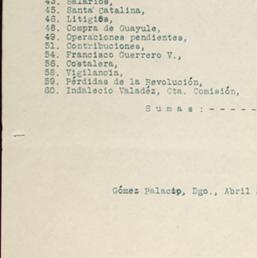 43. Salarios,
45. Santa Catalina,
46. Litigios,
48. Compra de Guayule,
49. Operaciones pendientes,
51. Contribuciones,
54. Francisco Guerrero V.,
56. Costalera,
58. Vigilancia,
59. Pérdidas de la Revolución,
60. Indalecio Valadéz, Cta. Comisión,
S u m a s : - - - - -
Gómez Palacio, Dgo., Abril